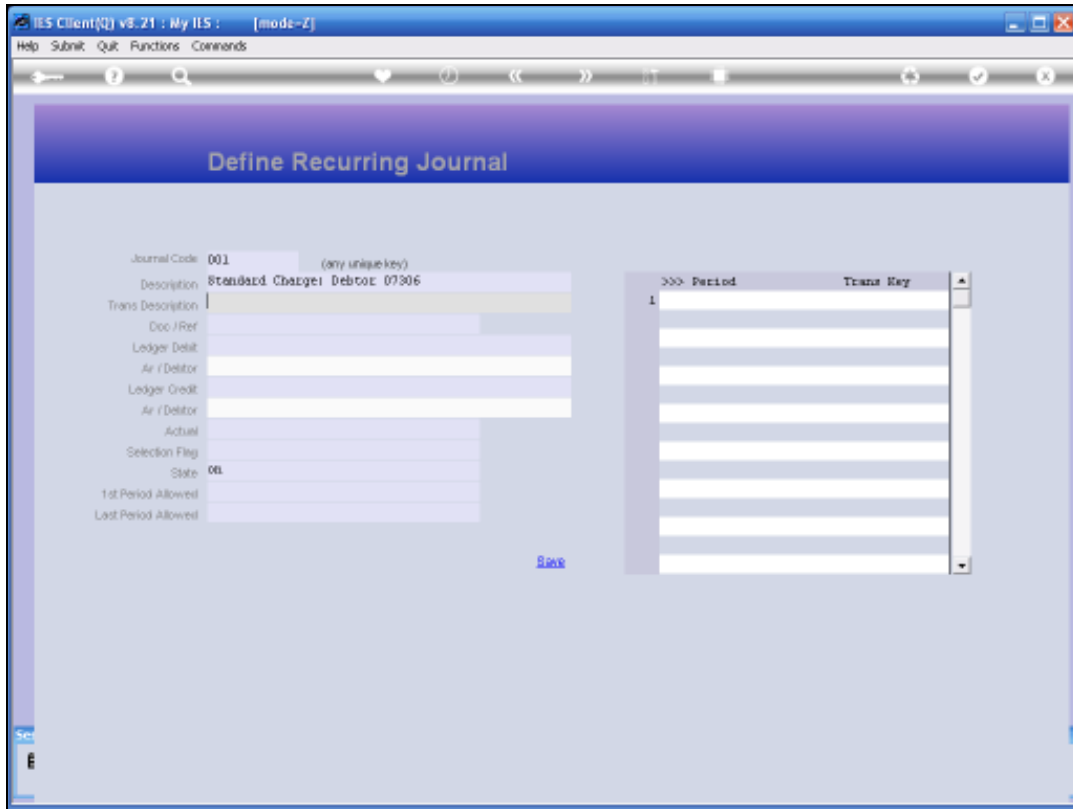 IES Client(Q) v8.21 : My IES :    [mode=Z]
Help  Submit  Quit  Functions  Commands
Define Recurring Journal
Journal Code  001  (any unique key)
Description  Standard Charge: Debtor 07306
Trans Description
Doc / Ref
Ledger Debit
Ar / Debtor
Ledger Credit
Ar / Debtor
Actual
Selection Flag
State  on
1st Period Allowed
Last Period Allowed
Save
>>> Period  Trans Key
1